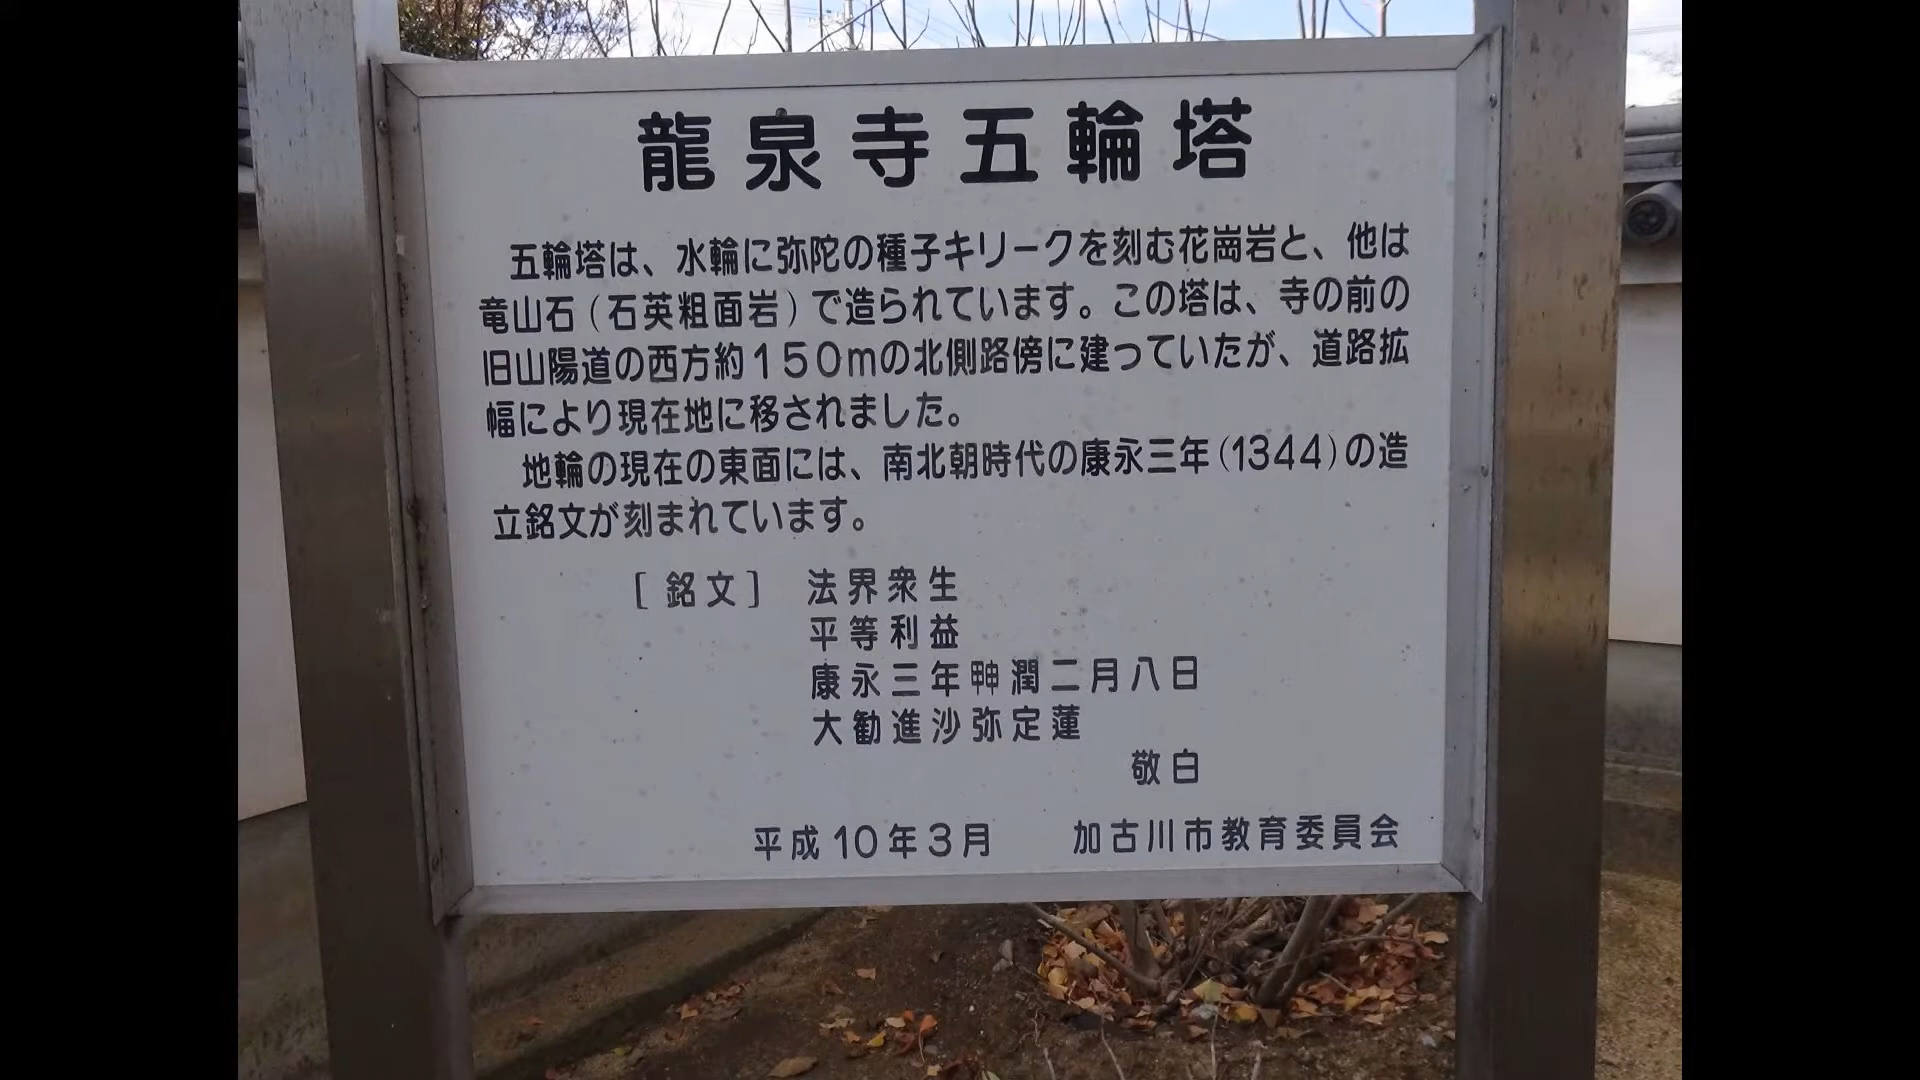 龍泉寺五輪塔
五輪塔は、水輪に弥陀の種子キリークを刻む花崗岩と、他は
竜山石(石英粗面岩)で造られています。この塔は、寺の前の
旧山陽道の西方約150mの北側路傍に建っていたが、道路拡
幅により現在地に移されました。
地輪の現在の東面には、南北朝時代の康永三年(1344)の造
立銘文が刻まれています。
[銘文] 法界衆生
平等利益
康永三年甲申潤二月八日
大勧進沙弥定蓮
敬白
平成10年3月 加古川市教育委員会